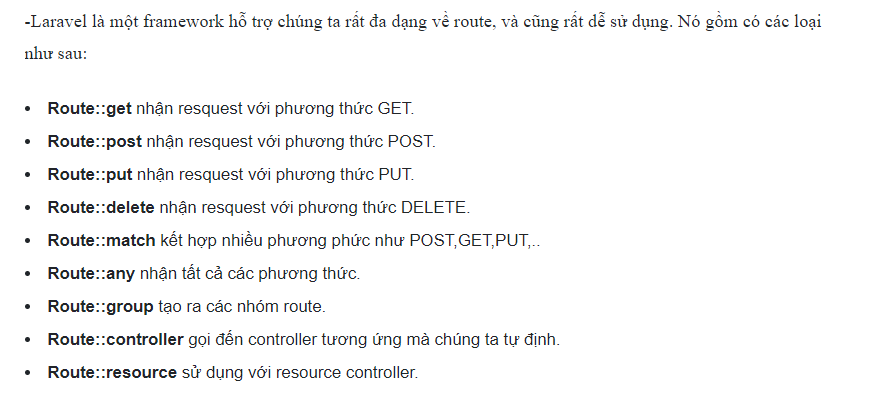 -Laravel là một framework hỗ trợ chúng ta rất đa dạng về route, và cũng rất dễ sử dụng. Nó gồm có các loại
như sau:
• Route::get nhận resquest với phương thức GET.
• Route::post nhận resquest với phương thức POST.
• Route::put nhận resquest với phương thức PUT.
• Route::delete nhận resquest với phương thức DELETE.
• Route::match kết hợp nhiều phương phức như POST,GET,PUT,..
• Route::any nhận tất cả các phương thức.
• Route::group tạo ra các nhóm route.
• Route::controller gọi đến controller tương ứng mà chúng ta tự định.
• Route::resource sử dụng với resource controller.